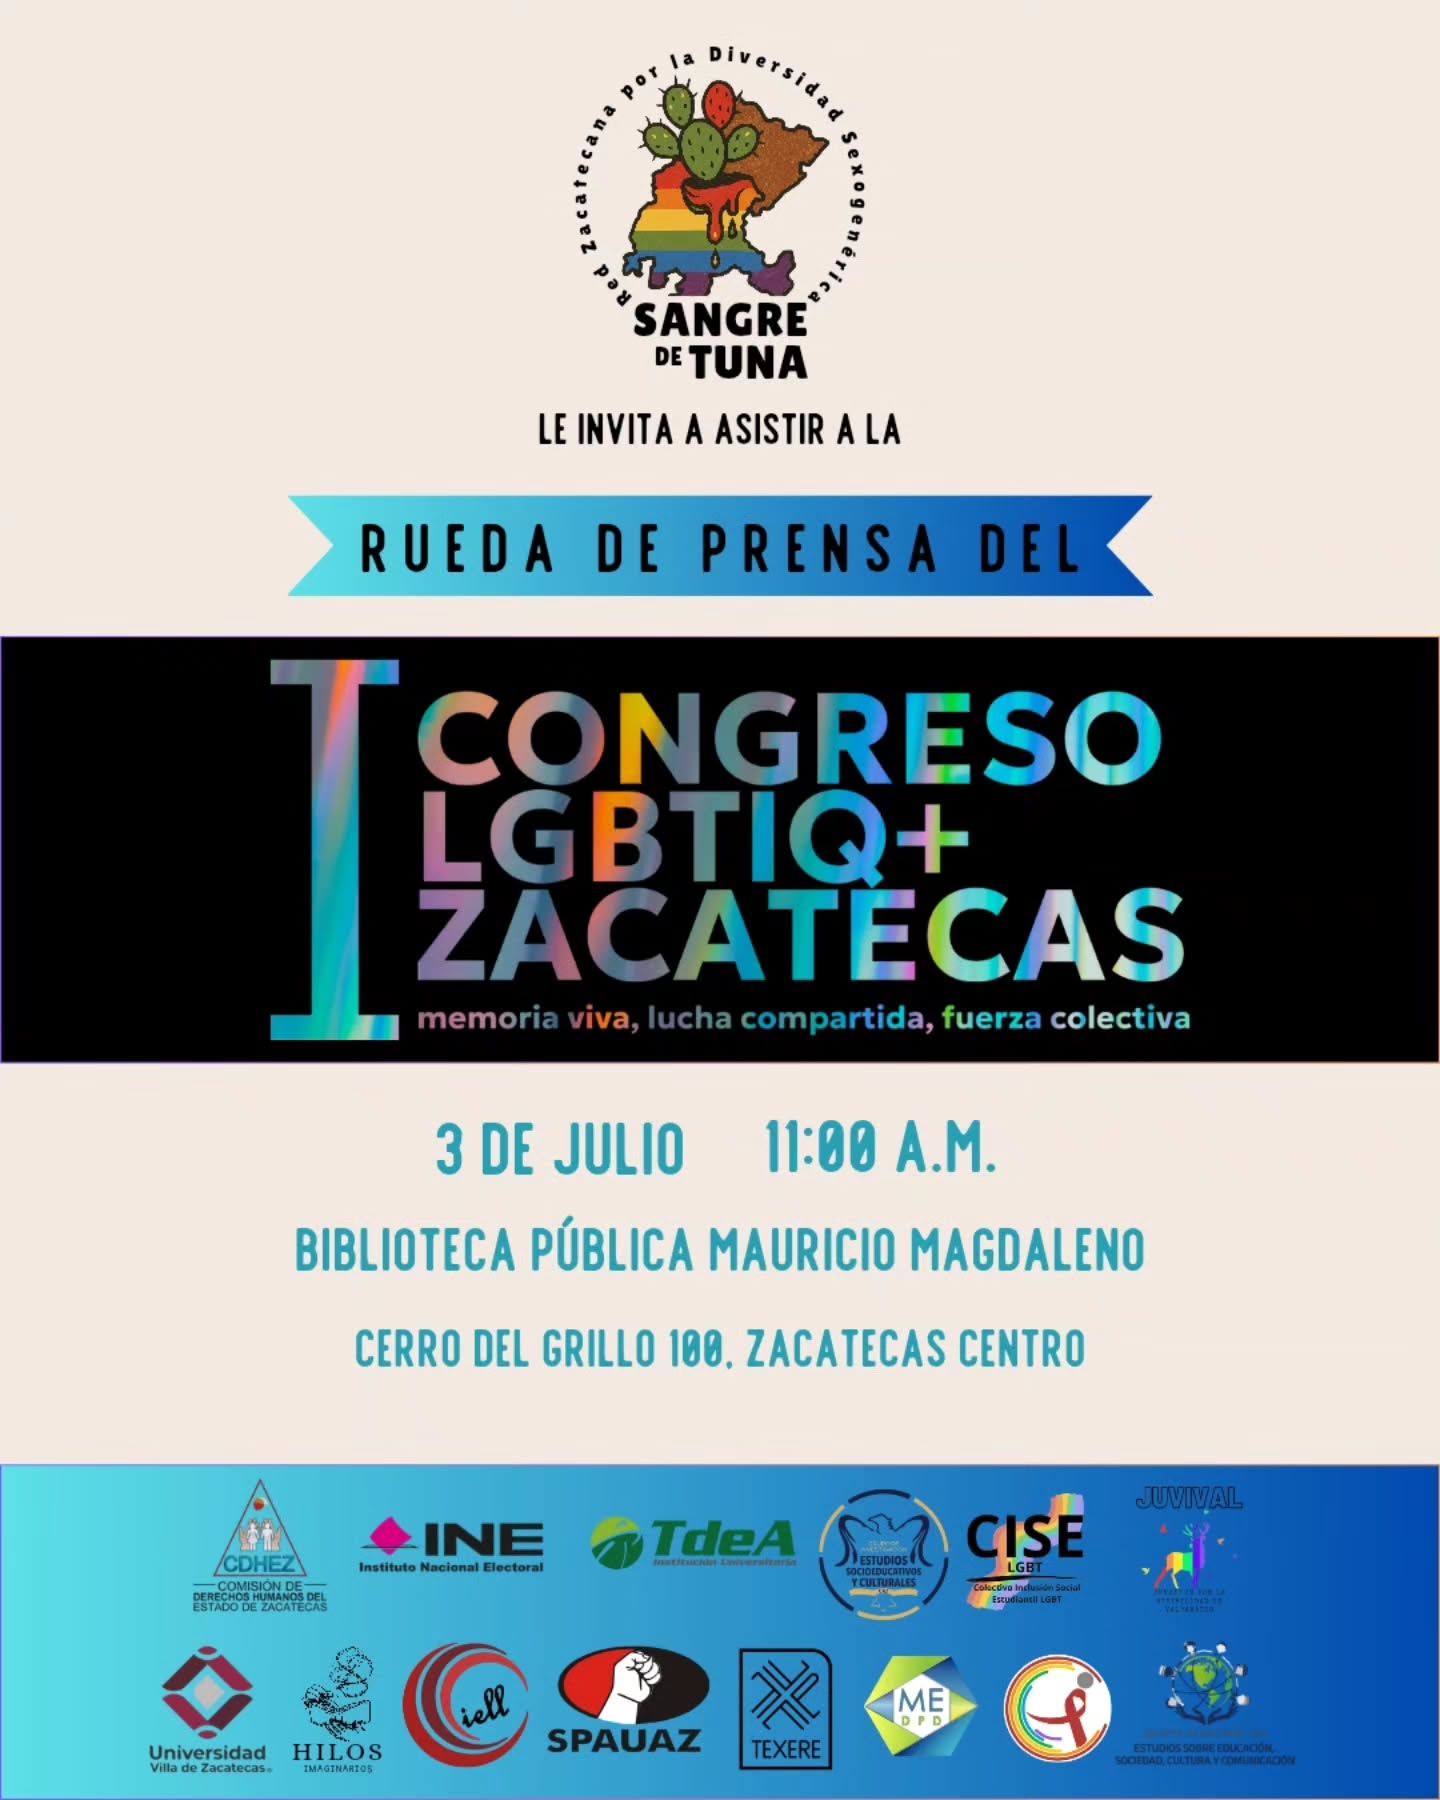 Red Zacatecana por la Diversidad Sexogenérica
SANGRE
DE TUNA
LE INVITA A ASISTIR A LA
RUEDA DE PRENSA DEL
I CONGRESO
LGBTIQ+
ZACATECAS
memoria viva, lucha compartida, fuerza colectiva
3 DE JULIO 11:00 A.M.
BIBLIOTECA PÚBLICA MAURICIO MAGDALENO
CERRO DEL GRILLO 100, ZACATECAS CENTRO
CDHEZ
COMISIÓN DE
DERECHOS HUMANOS DEL
ESTADO DE ZACATECAS
INE
Instituto Nacional Electoral
TdeA
Institución Universitaria
ESTUDIOS
SOCIOEDUCATIVOS
Y CULTURALES
CISE
LGBT
Colectivo Inclusión Social
Estudiantil LGBT
JUVIVAL
Universidad
Villa de Zacatecas
HILOS
IMAGINARIOS
iell
SPAUAZ
TEXERE
ME
DPD
ESTUDIOS SOBRE EDUCACIÓN,
SOCIEDAD, CULTURA Y COMUNICACIÓN